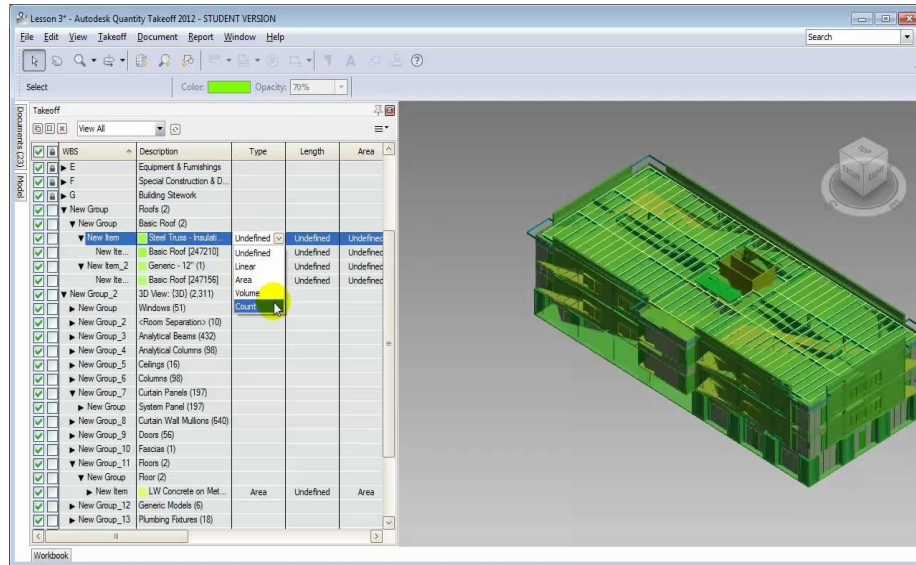 Lesson 3* - Autodesk Quantity Takeoff 2012 - STUDENT VERSION
File Edit View Takeoff Document Report Window Help
Search
Select
Color:
Opacity: 70%
Documents (23)
Model
Takeoff
View All
WBS Description Type Length Area
E Equipment & Furnishings
F Special Construction & D...
G Building Sitework
New Group Roofs (2)
New Group Basic Roof (2)
New Item Steel Truss - Insulati... Undefined Undefined Undefined
New Ite... Basic Roof [247210] Undefined Undefined Undefined
New Item_2 Generic - 12" (1) Linear Undefined Undefined
New Ite... Basic Roof [247156] Area Undefined Undefined
New Group_2 3D View: {3D} (2,311) Volume
New Group Windows (51) Count
New Group_2 <Room Separation> (10)
New Group_3 Analytical Beams (432)
New Group_4 Analytical Columns (98)
New Group_5 Ceilings (16)
New Group_6 Columns (98)
New Group_7 Curtain Panels (197)
New Group System Panel (197)
New Group_8 Curtain Wall Mullions (640)
New Group_9 Doors (56)
New Group_10 Fascias (1)
New Group_11 Floors (2)
New Group Floor (2)
New Item LW Concrete on Met... Area Undefined Area
New Group_12 Generic Models (6)
New Group_13 Plumbing Fixtures (18)
Workbook
TOP
FRONT RIGHT